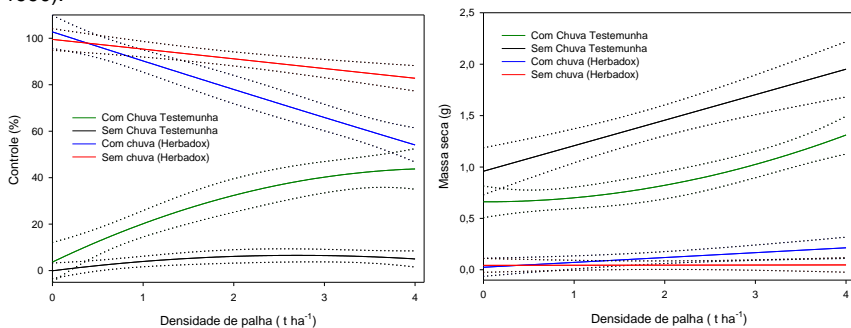 1996).
Controle (%)
100
80
60
40
20
0
Com Chuva Testemunha
Sem Chuva Testemunha
Com chuva (Herbadox)
Sem chuva (Herbadox)
0 1 2 3 4
Densidade de palha ( t ha⁻¹)
Massa seca (g)
2,5
2,0
1,5
1,0
0,5
0,0
Com Chuva Testemunha
Sem Chuva Testemunha
Com chuva (Herbadox)
Sem chuva (Herbadox)
0 1 2 3 4
Densidade de palha ( t ha⁻¹)